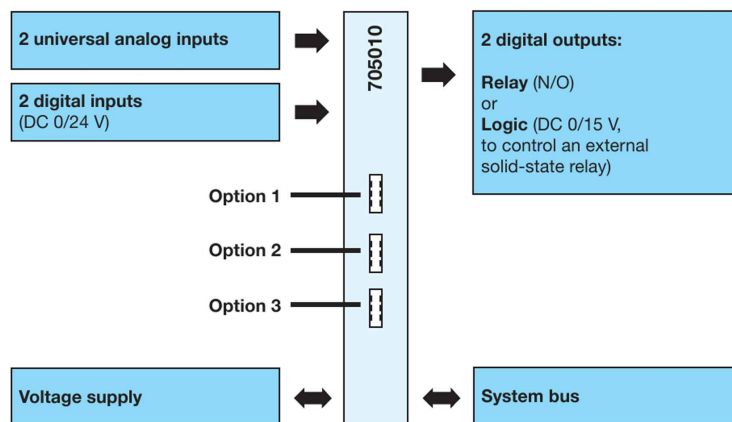 2 universal analog inputs
2 digital inputs
(DC 0/24 V)
705010
2 digital outputs:
Relay (N/O)
or
Logic (DC 0/15 V,
to control an external
solid-state relay)
Option 1
Option 2
Option 3
Voltage supply
System bus